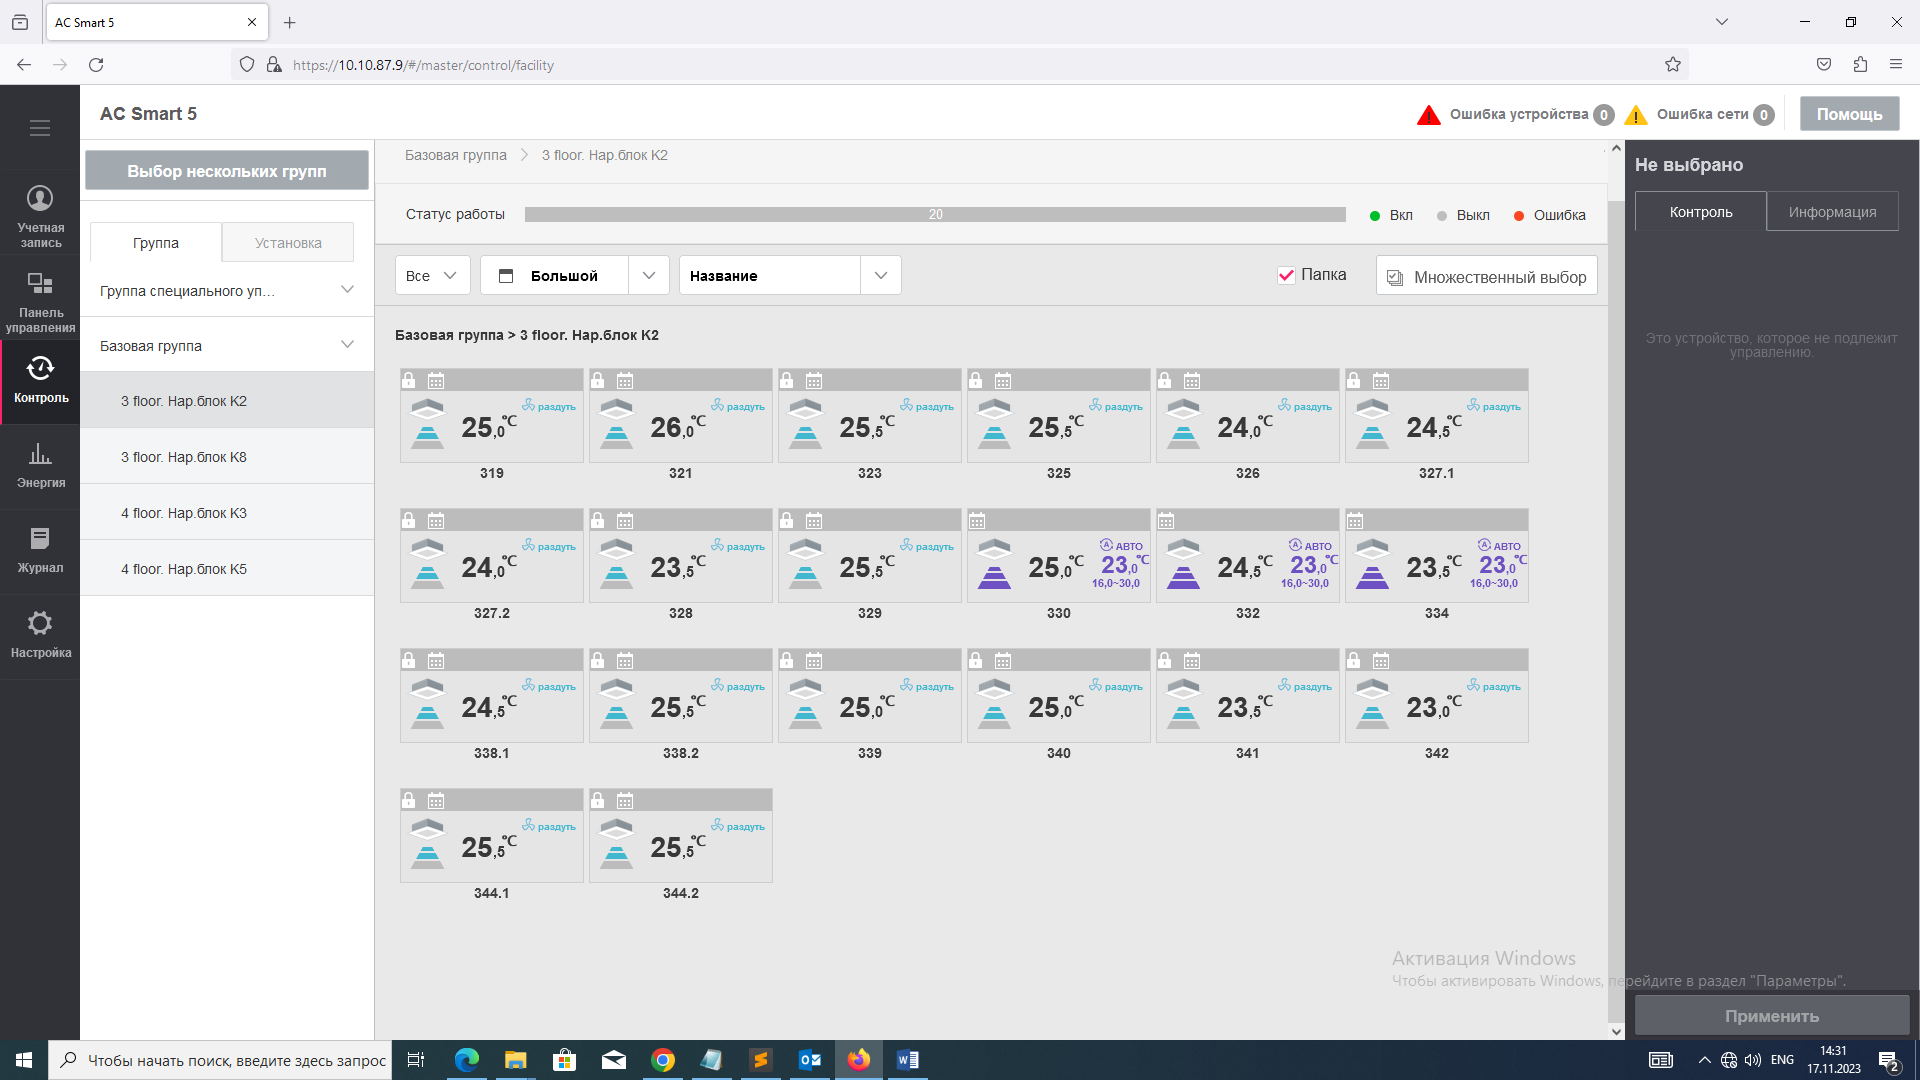 AC Smart 5
https://10.10.87.9/#/master/control/facility
AC Smart 5
Ошибка устройства 0
Ошибка сети 0
Помощь
Учетная
запись
Панель
управления
Контроль
Энергия
Журнал
Настройка
Выбор нескольких групп
Группа
Установка
Группа специального уп...
Базовая группа
3 floor. Нар.блок К2
3 floor. Нар.блок К8
4 floor. Нар.блок К3
4 floor. Нар.блок К5
Базовая группа
3 floor. Нар.блок К2
Статус работы
20
Вкл
Выкл
Ошибка
Все
Большой
Название
Папка
Множественный выбор
Базовая группа > 3 floor. Нар.блок К2
раздуть
25,0°C
319
раздуть
26,0°C
321
раздуть
25,5°C
323
раздуть
25,5°C
325
раздуть
24,0°C
326
раздуть
24,5°C
327.1
раздуть
24,0°C
327.2
раздуть
23,5°C
328
раздуть
25,5°C
329
A АВТО
25,0°C
23,0°C
16,0~30,0
330
A АВТО
24,5°C
23,0°C
16,0~30,0
332
A АВТО
23,5°C
23,0°C
16,0~30,0
334
раздуть
24,5°C
338.1
раздуть
25,5°C
338.2
раздуть
25,0°C
339
раздуть
25,0°C
340
раздуть
23,5°C
341
раздуть
23,0°C
342
раздуть
25,5°C
344.1
раздуть
25,5°C
344.2
Не выбрано
Контроль
Информация
Это устройство, которое не подлежит
управлению.
Активация Windows
Чтобы активировать Windows, перейдите в раздел "Параметры".
Применить
Чтобы начать поиск, введите здесь запрос
ENG
14:31
17.11.2023
2